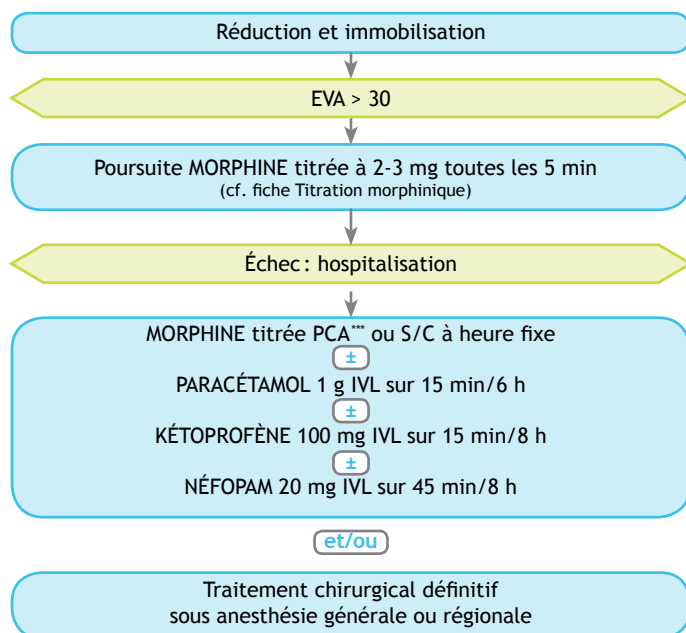 Réduction et immobilisation
EVA > 30
Poursuite MORPHINE titrée à 2-3 mg toutes les 5 min
(cf. fiche Titration morphinique)
Échec : hospitalisation
MORPHINE titrée PCA*** ou S/C à heure fixe
±
PARACÉTAMOL 1 g IVL sur 15 min/6 h
±
KÉTOPROFÈNE 100 mg IVL sur 15 min/8 h
±
NÉFOPAM 20 mg IVL sur 45 min/8 h
et/ou
Traitement chirurgical définitif
sous anesthésie générale ou régionale